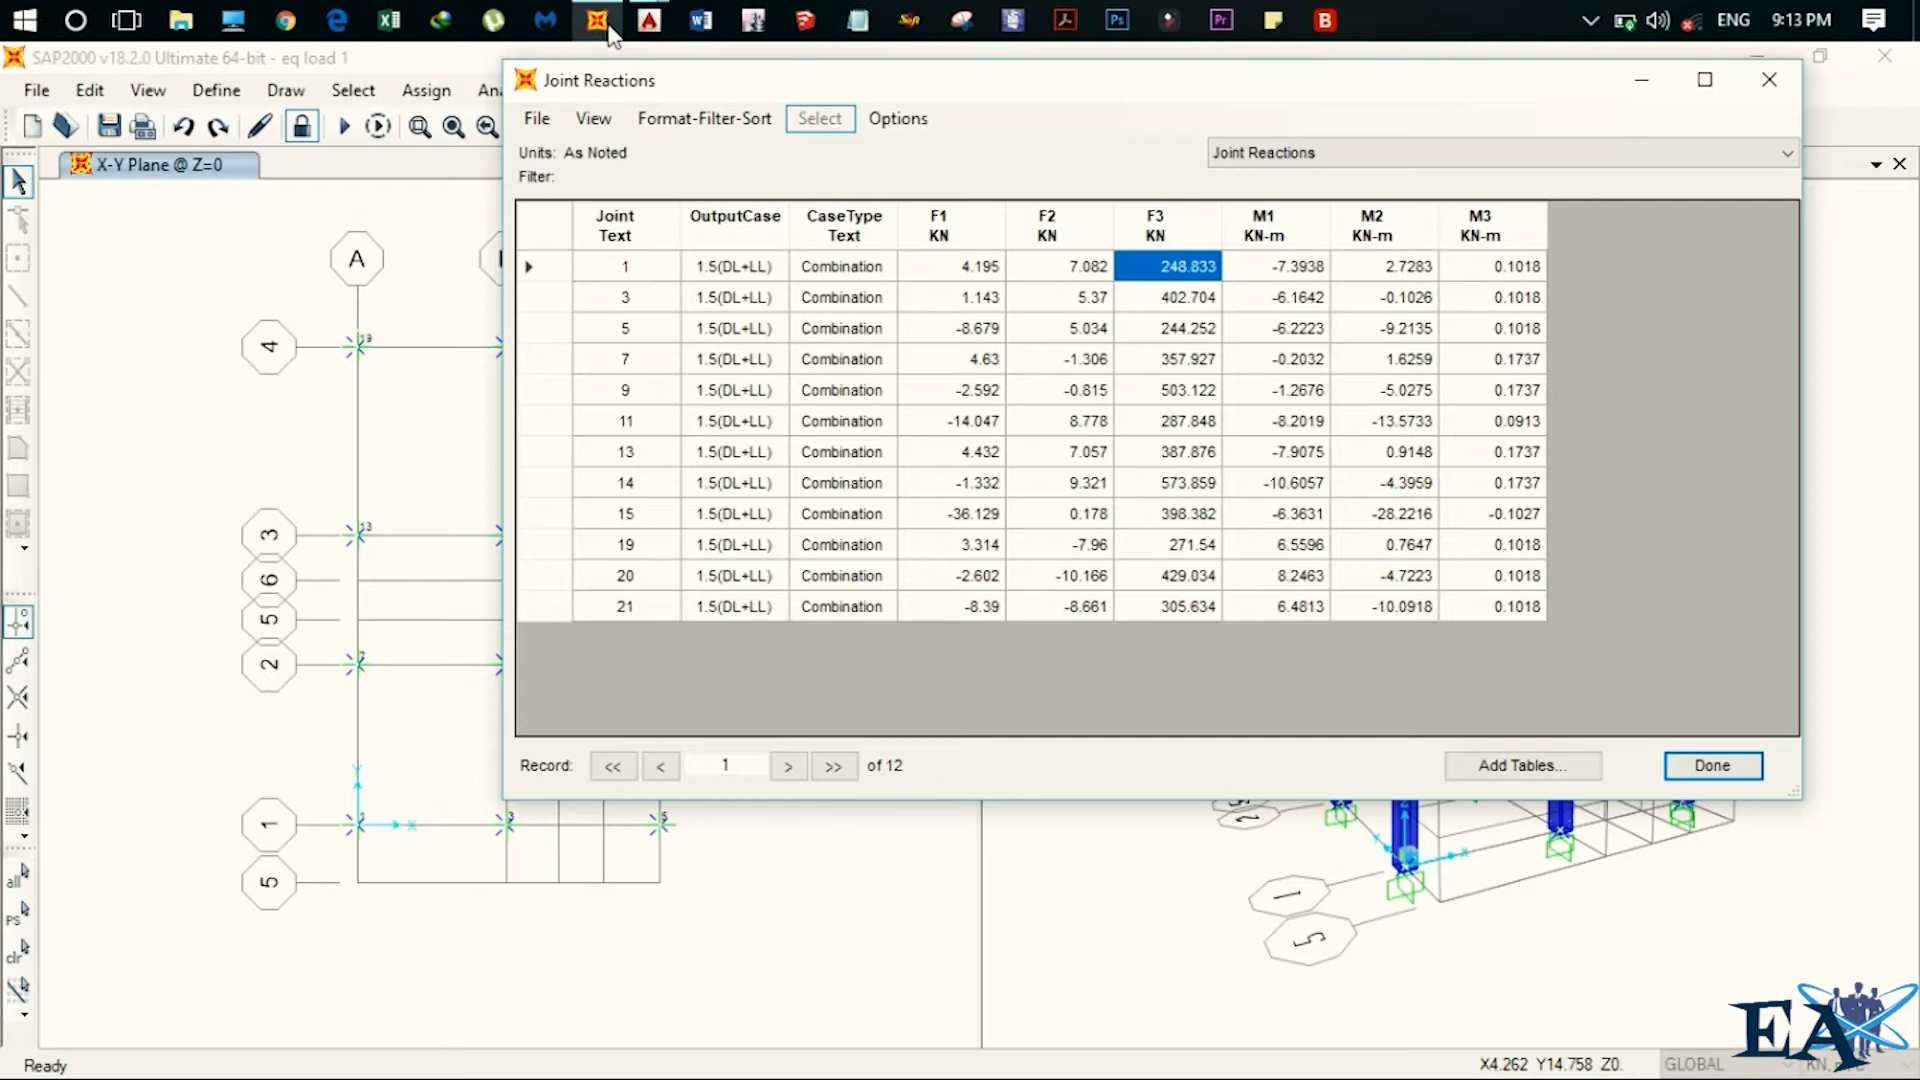 ENG 9:13 PM
SAP2000 v18.2.0 Ultimate 64-bit - eq load 1
File Edit View Define Draw Select Assign
X-Y Plane @ Z=0
Joint Reactions
File View Format-Filter-Sort Select Options
Units: As Noted
Joint Reactions
Filter:
Joint Text OutputCase CaseType Text F1 KN F2 KN F3 KN M1 KN-m M2 KN-m M3 KN-m
1 1.5(DL+LL) Combination 4.195 7.082 248.833 -7.3938 2.7283 0.1018
3 1.5(DL+LL) Combination 1.143 5.37 402.704 -6.1642 -0.1026 0.1018
5 1.5(DL+LL) Combination -8.679 5.034 244.252 -6.2223 -9.2135 0.1018
7 1.5(DL+LL) Combination 4.63 -1.306 357.927 -0.2032 1.6259 0.1737
9 1.5(DL+LL) Combination -2.592 -0.815 503.122 -1.2676 -5.0275 0.1737
11 1.5(DL+LL) Combination -14.047 8.778 287.848 -8.2019 -13.5733 0.0913
13 1.5(DL+LL) Combination 4.432 7.057 387.876 -7.9075 0.9148 0.1737
14 1.5(DL+LL) Combination -1.332 9.321 573.859 -10.6057 -4.3959 0.1737
15 1.5(DL+LL) Combination -36.129 0.178 398.382 -6.3631 -28.2216 -0.1027
19 1.5(DL+LL) Combination 3.314 -7.96 271.54 6.5596 0.7647 0.1018
20 1.5(DL+LL) Combination -2.602 -10.166 429.034 8.2463 -4.7223 0.1018
21 1.5(DL+LL) Combination -8.39 -8.661 305.634 6.4813 -10.0918 0.1018
Record: << < 1 > >> of 12
Add Tables... Done
A
4
19
3
13
6
5
2
7
1
1
X
3
5
5
Y
all
PS
clr
2
X
1
5
EA
Ready
X4.262 Y14.758 Z0.
GLOBAL